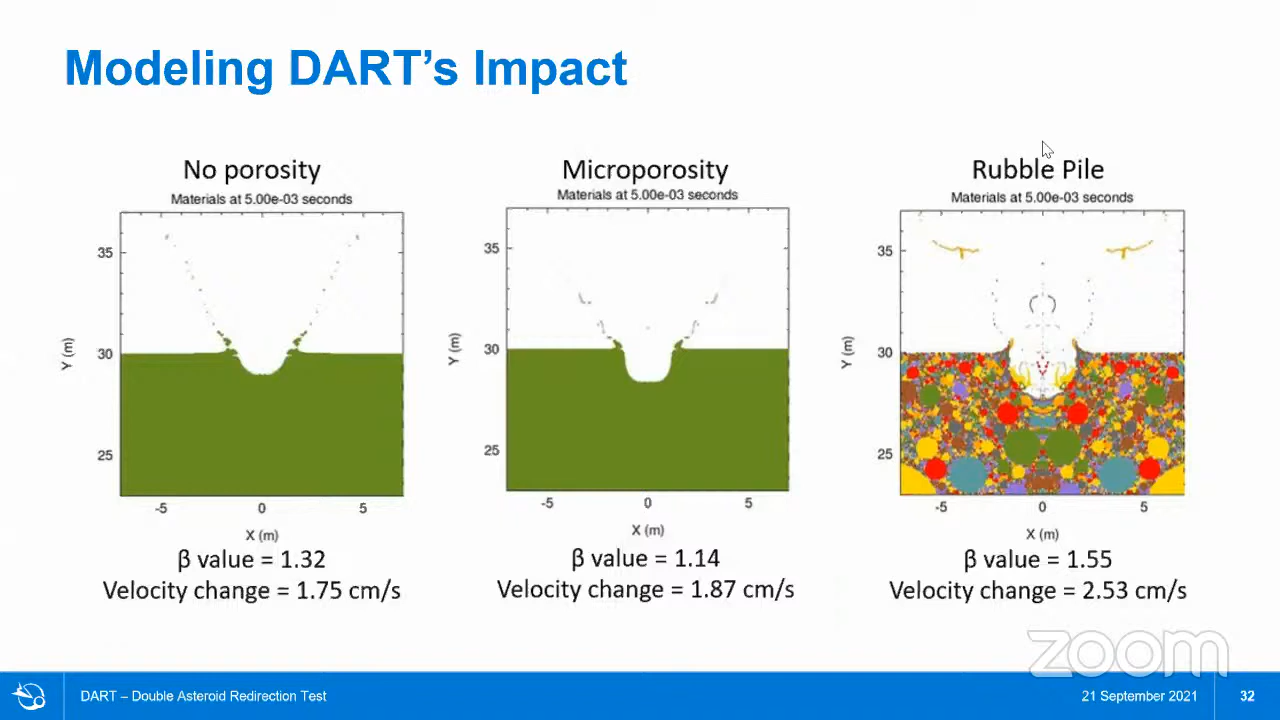 Modeling DART’s Impact
No porosity
Materials at 5.00e-03 seconds
35
30
25
Y (m)
-5 0 5
X (m)
β value = 1.32
Velocity change = 1.75 cm/s
Microporosity
Materials at 5.00e-03 seconds
35
30
25
Y (m)
-5 0 5
X (m)
β value = 1.14
Velocity change = 1.87 cm/s
Rubble Pile
Materials at 5.00e-03 seconds
35
30
25
Y (m)
-5 0 5
X (m)
β value = 1.55
Velocity change = 2.53 cm/s
zoom
DART – Double Asteroid Redirection Test
21 September 2021
32